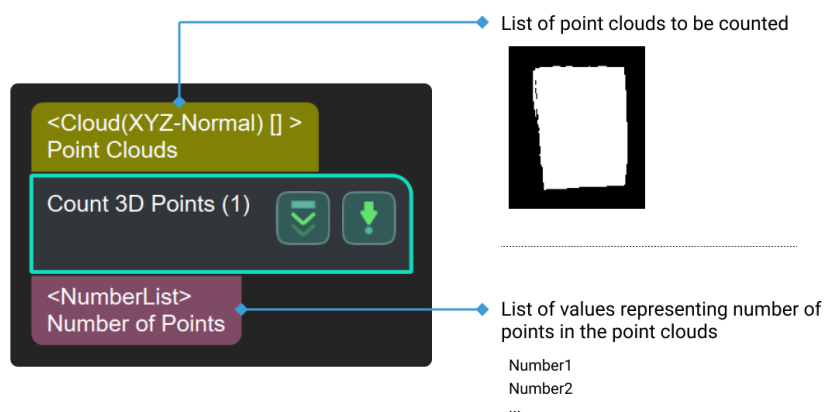 List of point clouds to be counted
<Cloud(XYZ-Normal) [] >
Point Clouds
Count 3D Points (1)
<NumberList>
Number of Points
List of values representing number of
points in the point clouds
Number1
Number2
...